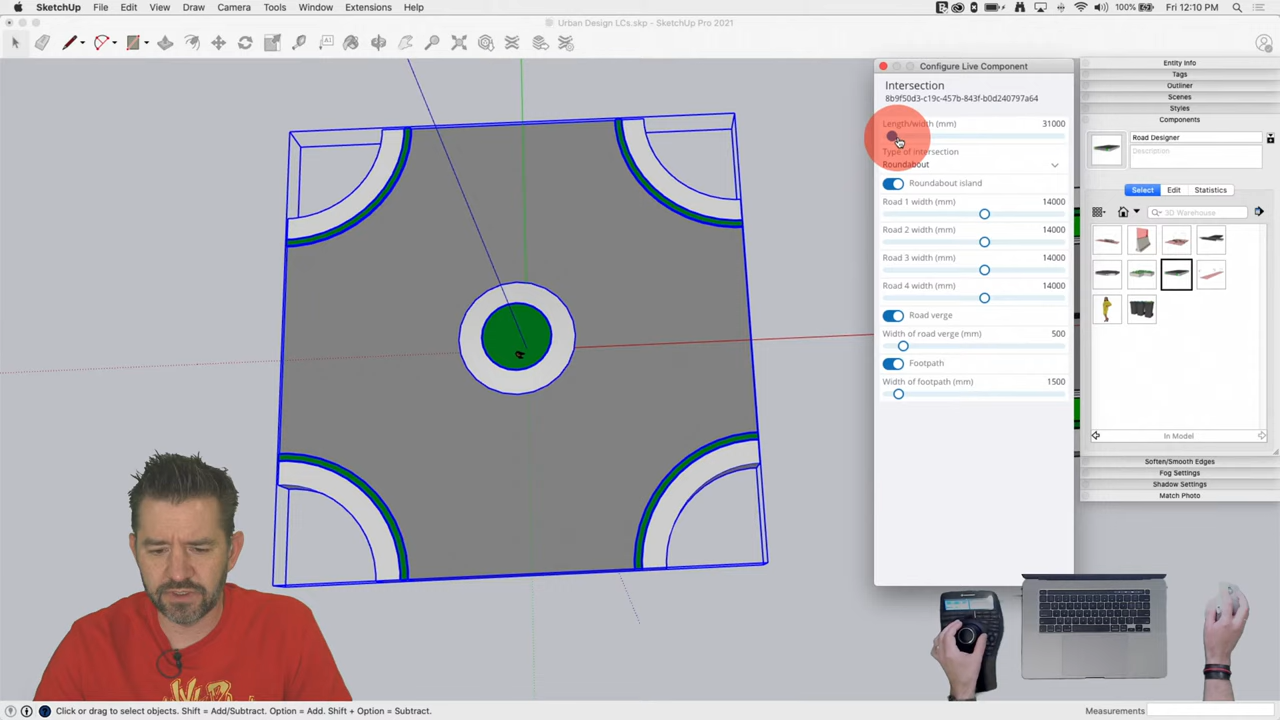 SketchUp File Edit View Draw Camera Tools Window Extensions Help
100% Fri 12:10 PM
Urban Design LCs.skp - SketchUp Pro 2021
Configure Live Component
Intersection
8b9f50d3-c19c-457b-843f-b0d240797a64
Length/width (mm) 31000
Type of intersection
Roundabout
Roundabout island
Road 1 width (mm) 14000
Road 2 width (mm) 14000
Road 3 width (mm) 14000
Road 4 width (mm) 14000
Road verge
Width of road verge (mm) 500
Footpath
Width of footpath (mm) 1500
Entity Info
Tags
Outliner
Scenes
Styles
Components
Road Designer
Description
Select Edit Statistics
3D Warehouse
In Model
Soften/Smooth Edges
Fog Settings
Shadow Settings
Match Photo
Click or drag to select objects. Shift = Add/Subtract. Option = Add. Shift + Option = Subtract.
Measurements